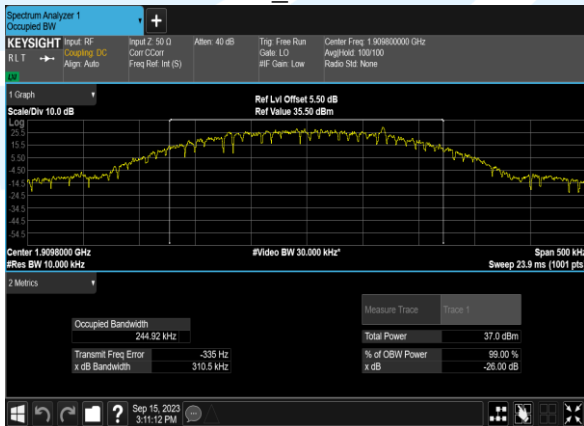 Spectrum Analyzer 1
Occupied BW
KEYSIGHT Input: RF Input Z: 50 Ω Atten: 40 dB Trig: Free Run Center Freq: 1.909800000 GHz
RLT Coupling: DC Corr CCorr Gate: LO Avg|Hold: 100/100
Align: Auto Freq Ref: Int (S) #IF Gain: Low Radio Std: None
1 Graph
Ref Lvl Offset 5.50 dB
Scale/Div 10.0 dB Ref Value 35.50 dBm
Log
25.5
15.5
5.50
-4.50
-14.5
-24.5
-34.5
-44.5
-54.5
Center 1.9098000 GHz #Video BW 30.000 kHz* Span 500 kHz
#Res BW 10.000 kHz Sweep 23.9 ms (1001 pts
2 Metrics
Measure Trace Trace 1
Occupied Bandwidth
244.92 kHz Total Power 37.0 dBm
Transmit Freq Error -335 Hz % of OBW Power 99.00 %
x dB Bandwidth 310.5 kHz x dB -26.00 dB
? Sep 15, 2023
3:11:12 PM